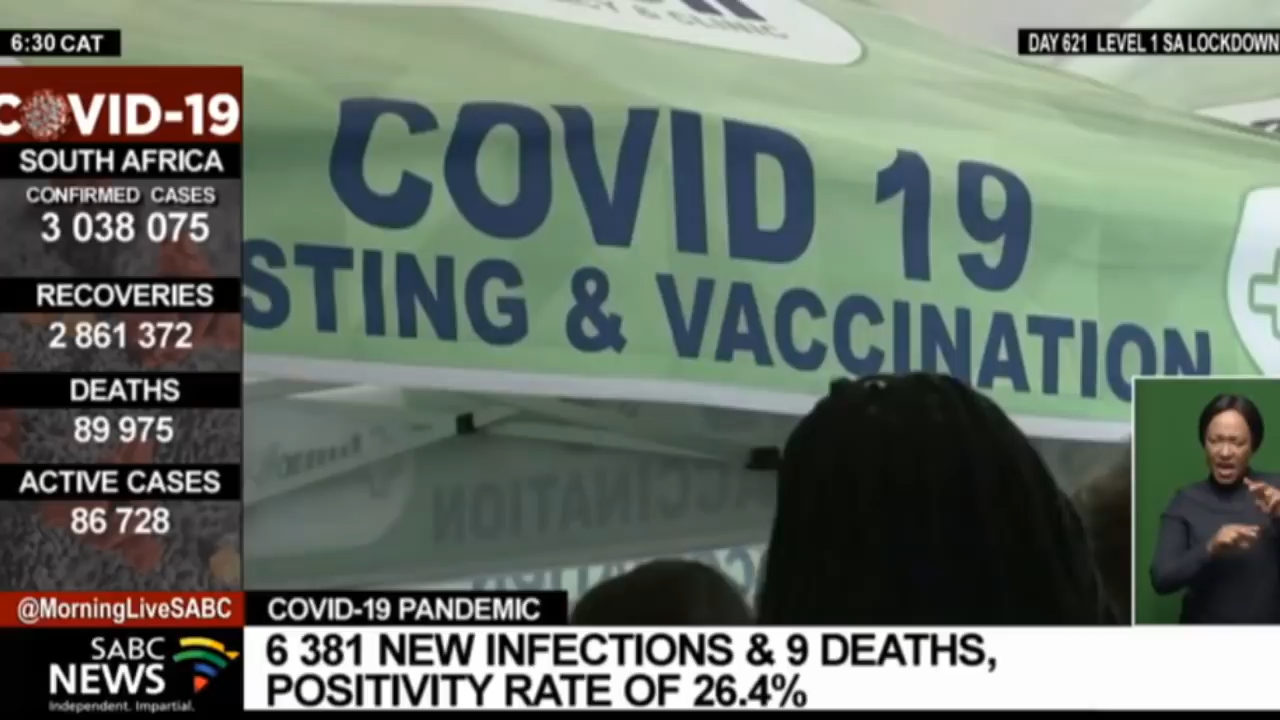 6:30 CAT
DAY 621 LEVEL 1 SA LOCKDOWN
& CLINIC
COVID-19
SOUTH AFRICA
CONFIRMED CASES
3 038 075
RECOVERIES
2 861 372
DEATHS
89 975
ACTIVE CASES
86 728
COVID 19
STING & VACCINATION
VACCINATION
@MorningLiveSABC
COVID-19 PANDEMIC
SABC
NEWS
Independent. Impartial.
6 381 NEW INFECTIONS & 9 DEATHS,
POSITIVITY RATE OF 26.4%